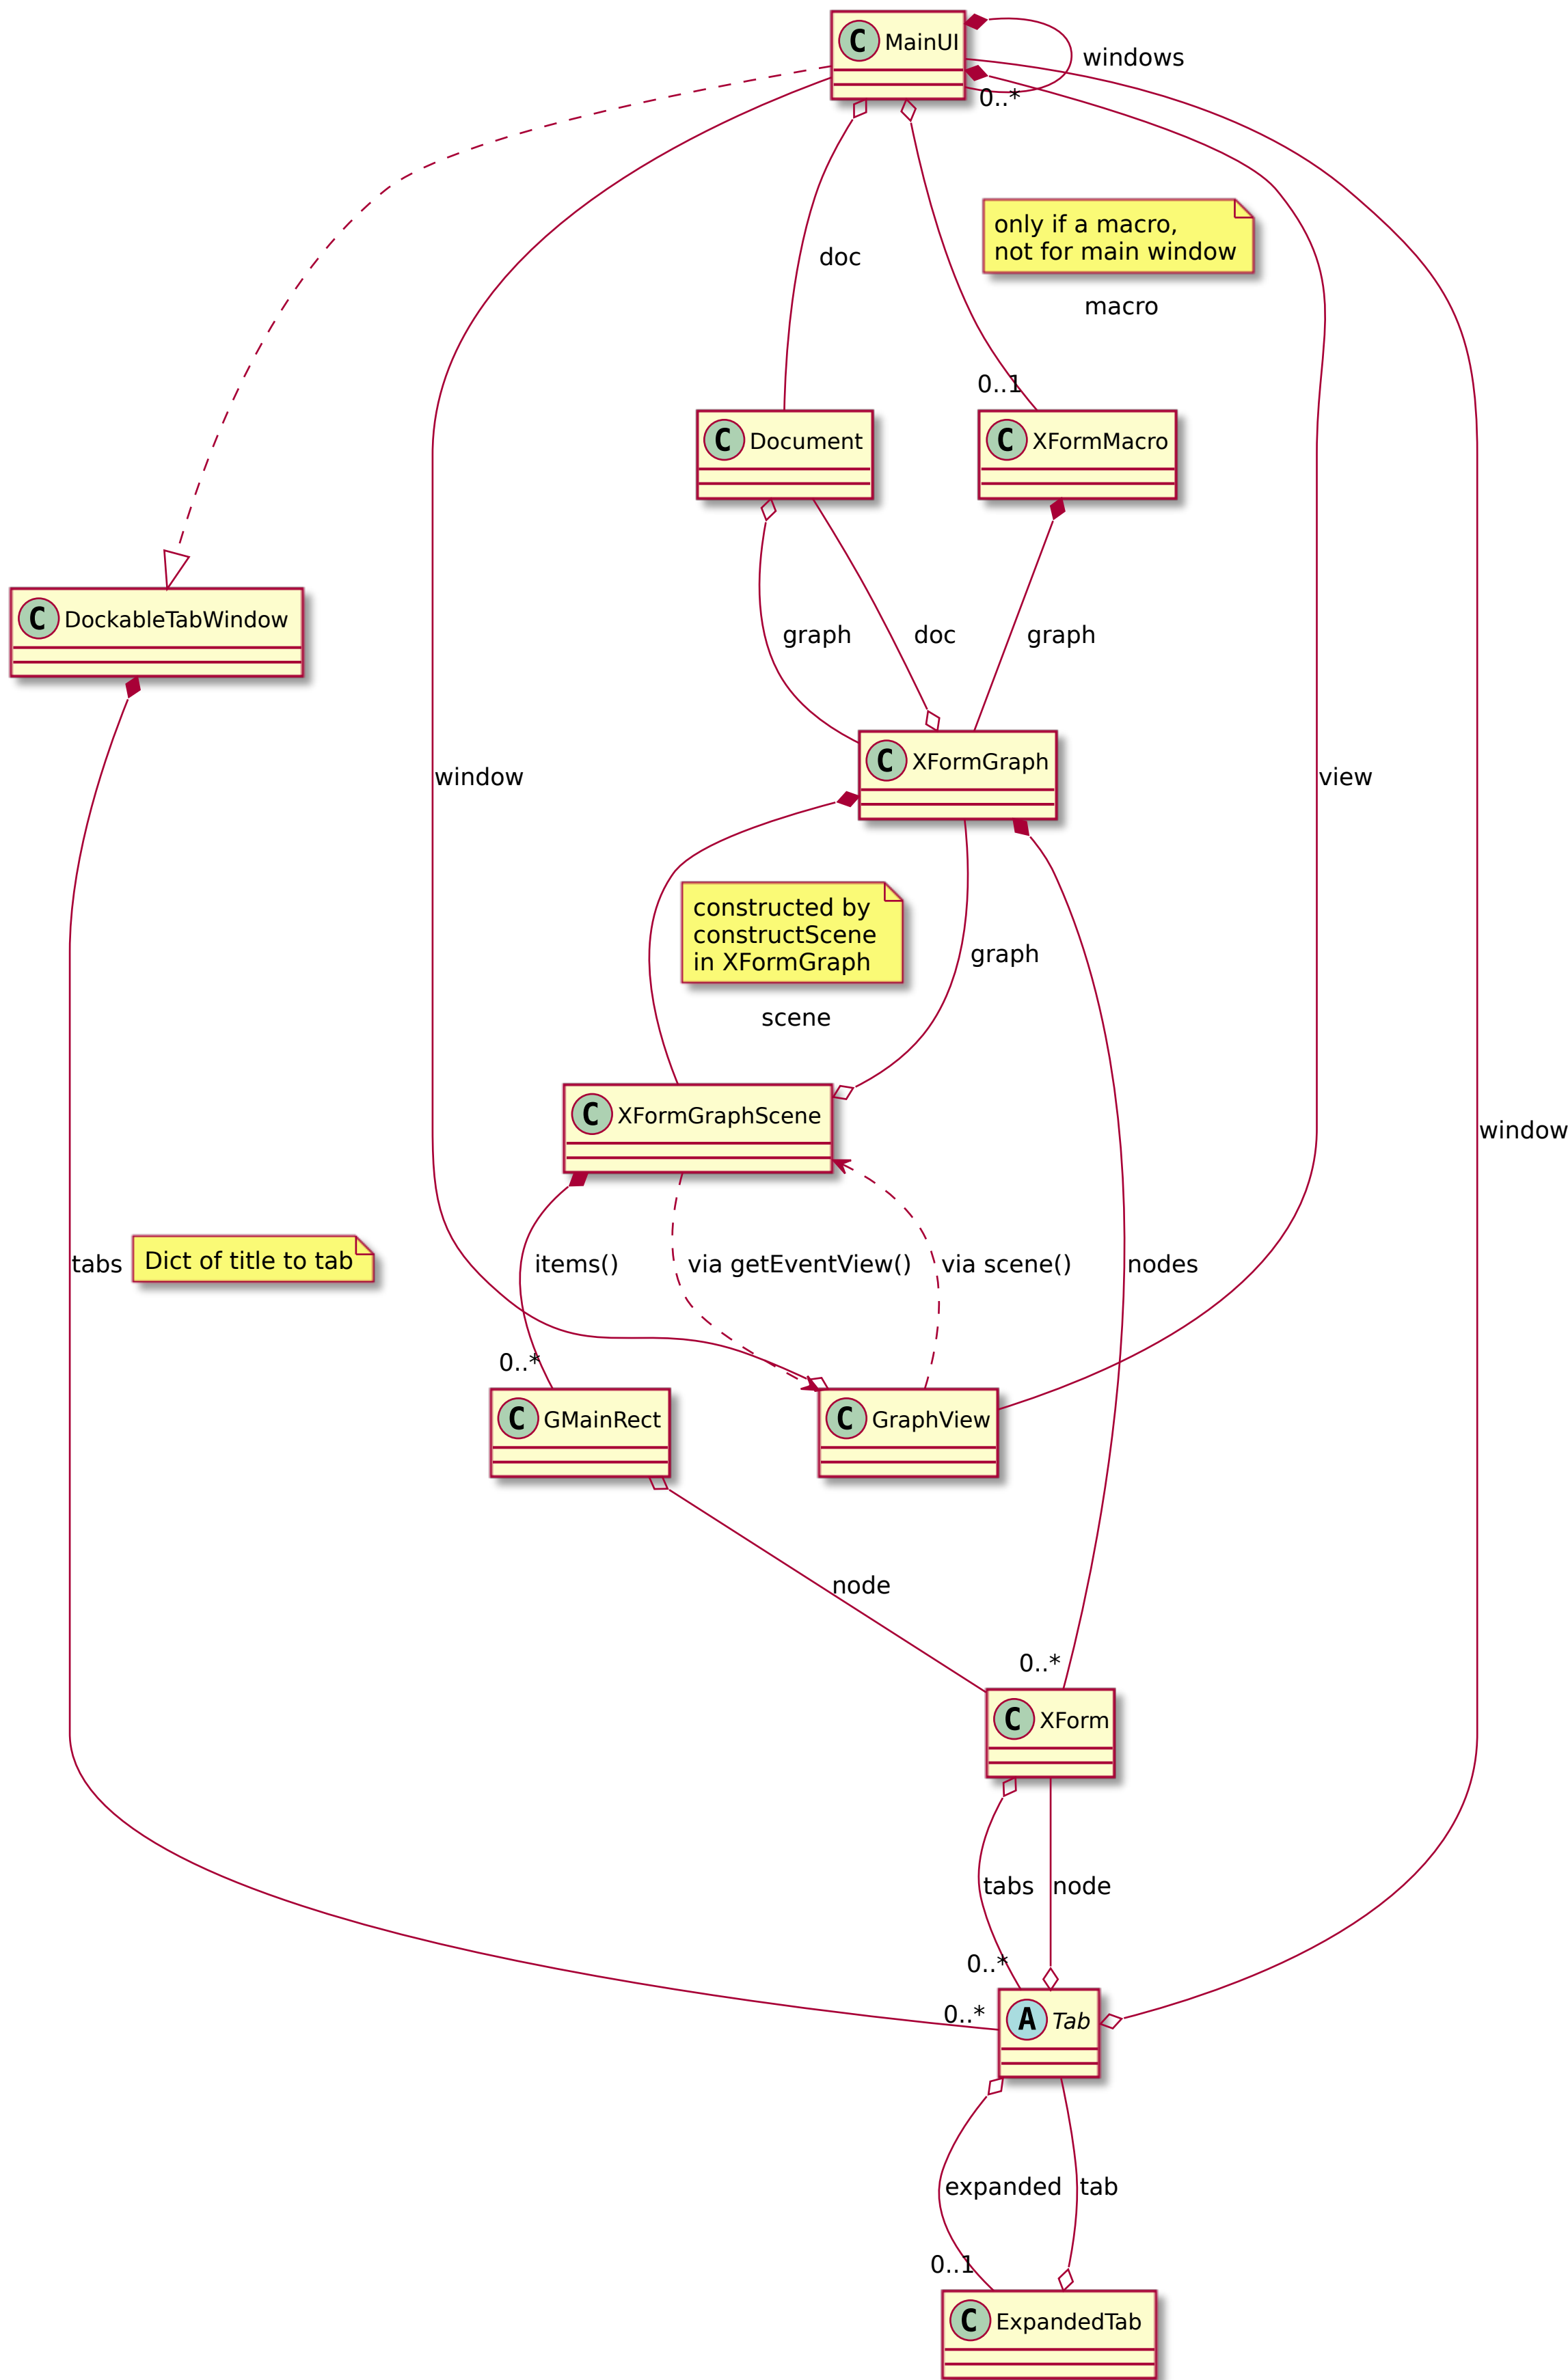 C MainUI
windows
0..*
only if a macro,
not for main window
doc
macro
0..1
C Document
C XFormMacro
C DockableTabWindow
graph
doc
graph
C XFormGraph
window
view
constructed by
constructScene
in XFormGraph
graph
scene
C XFormGraphScene
window
tabs
Dict of title to tab
items()
via getEventView()
via scene()
nodes
0..*
C GMainRect
C GraphView
node
0..*
C XForm
tabs
node
0..*
0..*
A Tab
expanded
tab
0..1
C ExpandedTab